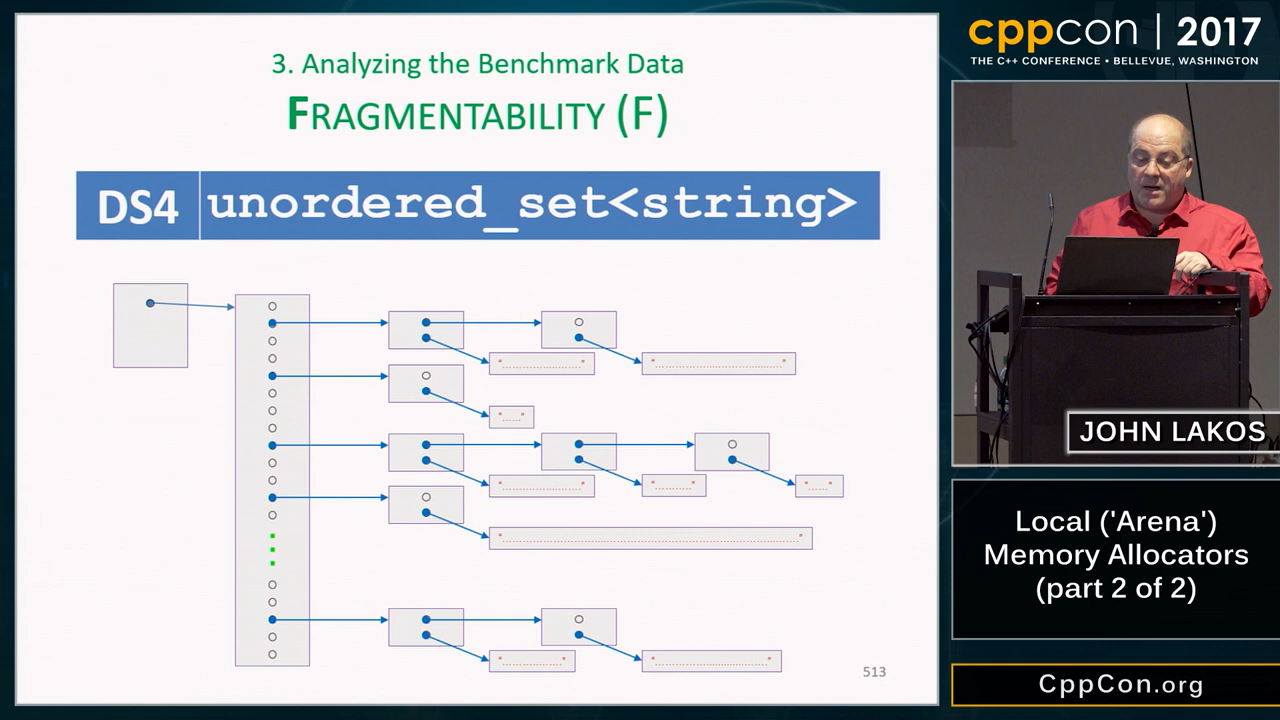 3. Analyzing the Benchmark Data
FRAGMENTABILITY (F)
DS4 unordered_set<string>
513
cppcon | 2017
THE C++ CONFERENCE • BELLEVUE, WASHINGTON
JOHN LAKOS
Local ('Arena')
Memory Allocators
(part 2 of 2)
CppCon.org